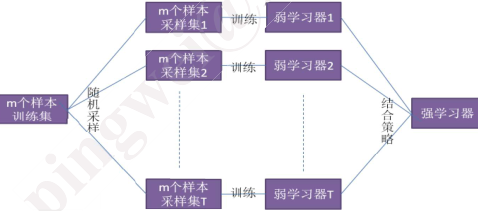 m个样本
采样集1
训练
弱学习器1
m个样本
采样集2
训练
弱学习器2
m个样本
训练集
随机采样
结合策略
强学习器
m个样本
采样集T
训练
弱学习器T